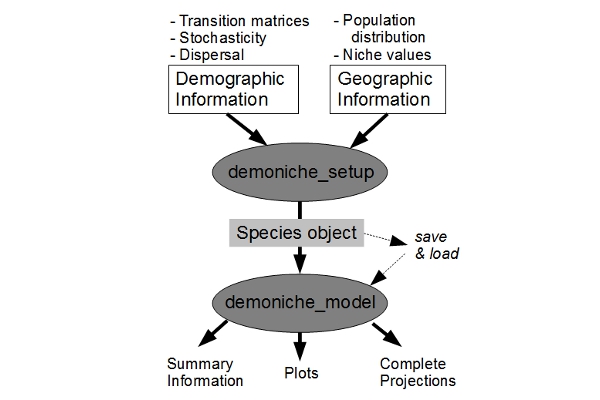 - Transition matrices
- Stochasticity
- Dispersal
- Population
distribution
- Niche values
Demographic
Information
Geographic
Information
demoniche_setup
Species object
save
& load
demoniche_model
Summary
Information
Plots
Complete
Projections